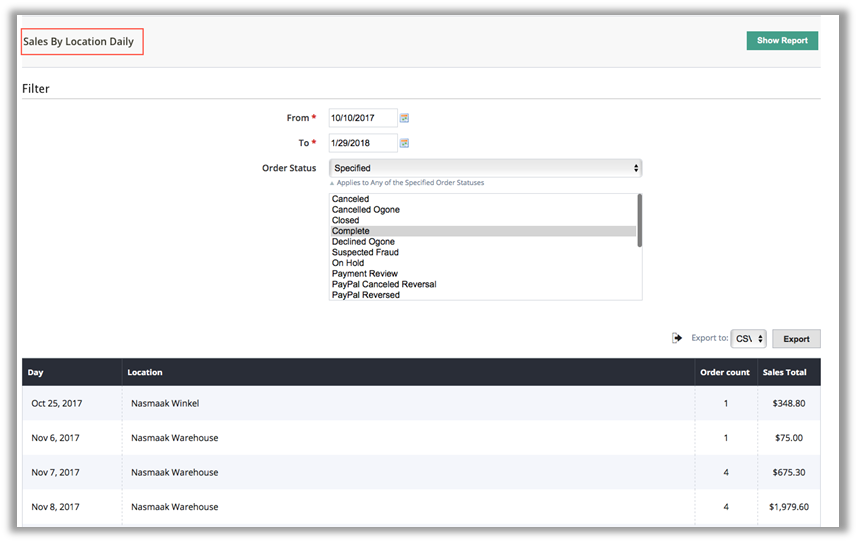 Sales By Location Daily
Show Report
Filter
From *
10/10/2017
To *
1/29/2018
Order Status
Specified
Applies to Any of the Specified Order Statuses
Canceled
Cancelled Ogone
Closed
Complete
Declined Ogone
Suspected Fraud
On Hold
Payment Review
PayPal Canceled Reversal
PayPal Reversed
Export to: CSV Export
Day Location Order count Sales Total
Oct 25, 2017 Nasmaak Winkel 1 $348.80
Nov 6, 2017 Nasmaak Warehouse 1 $75.00
Nov 7, 2017 Nasmaak Warehouse 4 $675.30
Nov 8, 2017 Nasmaak Warehouse 4 $1,979.60